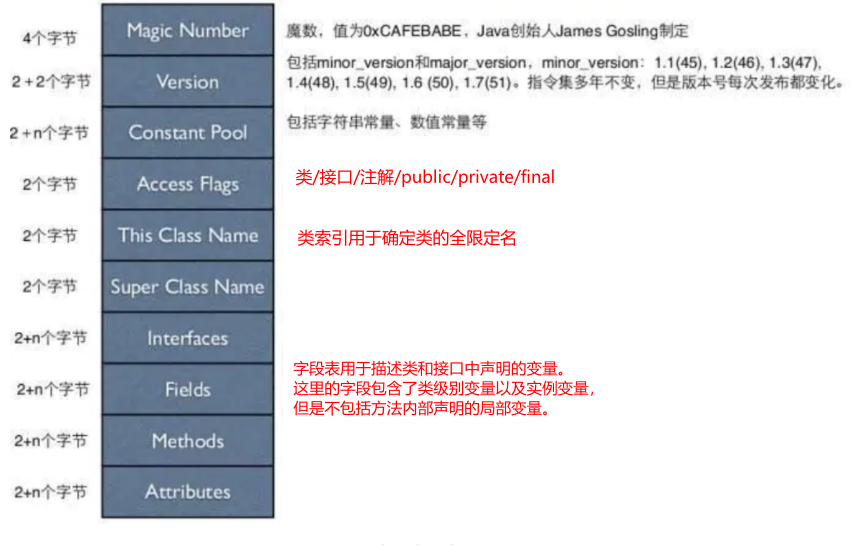 4个字节 Magic Number 魔数，值为0xCAFEBABE，Java创始人James Gosling制定
2+2个字节 Version 包括minor_version和major_version，minor_version：1.1(45), 1.2(46), 1.3(47),
1.4(48), 1.5(49), 1.6 (50), 1.7(51)。指令集多年不变，但是版本号每次发布都变化。
2+n个字节 Constant Pool 包括字符串常量、数值常量等
2个字节 Access Flags 类/接口/注解/public/private/final
2个字节 This Class Name 类索引用于确定类的全限定名
2个字节 Super Class Name
2+n个字节 Interfaces
2+n个字节 Fields 字段表用于描述类和接口中声明的变量。
这里的字段包含了类级别变量以及实例变量，
但是不包括方法内部声明的局部变量。
2+n个字节 Methods
2+n个字节 Attributes